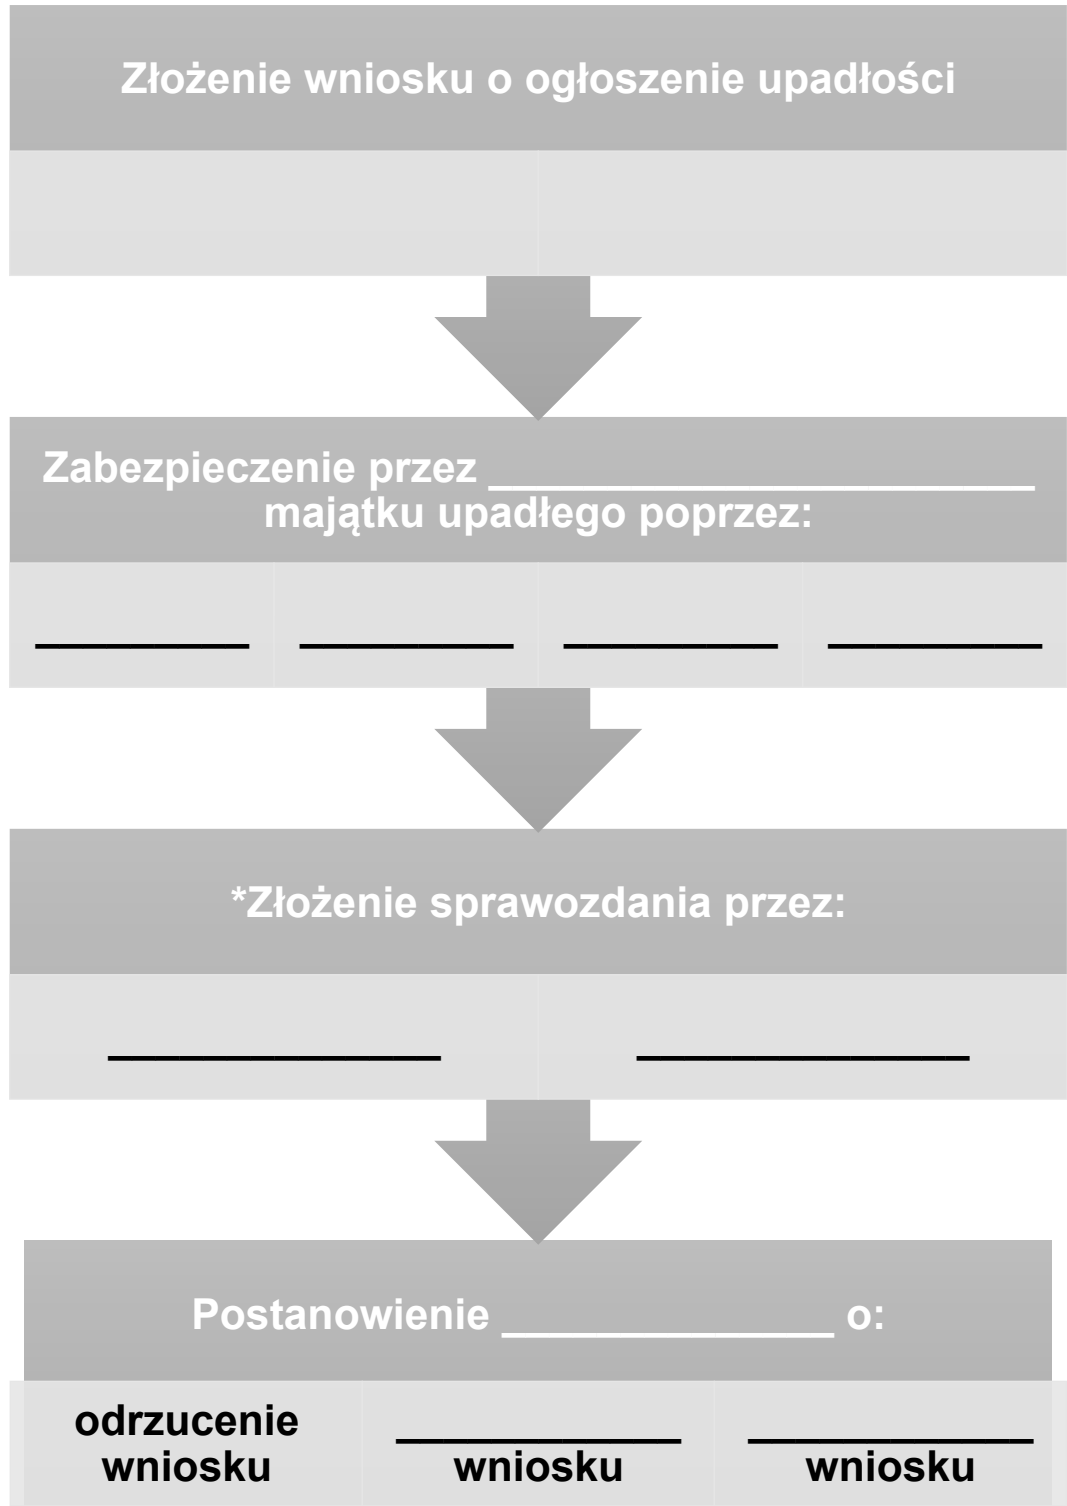 Złożenie wniosku o ogłoszenie upadłości
Zabezpieczenie przez _______________________
majątku upadłego poprzez:
_________ _________ _________ _________
*Złożenie sprawozdania przez:
______________ ______________
Postanowienie ______________ o:
odrzucenie
wniosku
____________
wniosku
____________
wniosku